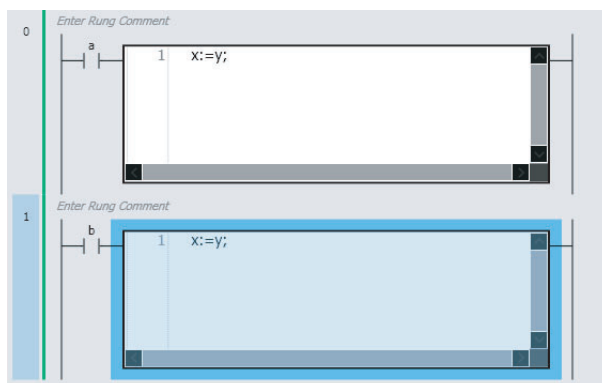 0
Enter Rung Comment
a
1 x:=y;
1
Enter Rung Comment
b
1 x:=y;